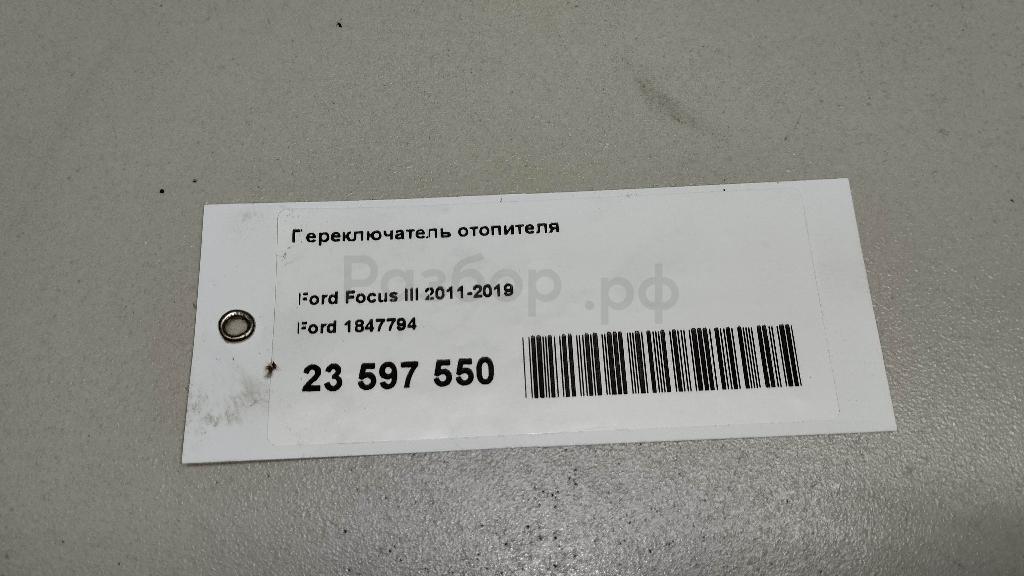 Переключатель отопителя
Разбор.рф
Ford Focus III 2011-2019
Ford 1847794
23 597 550